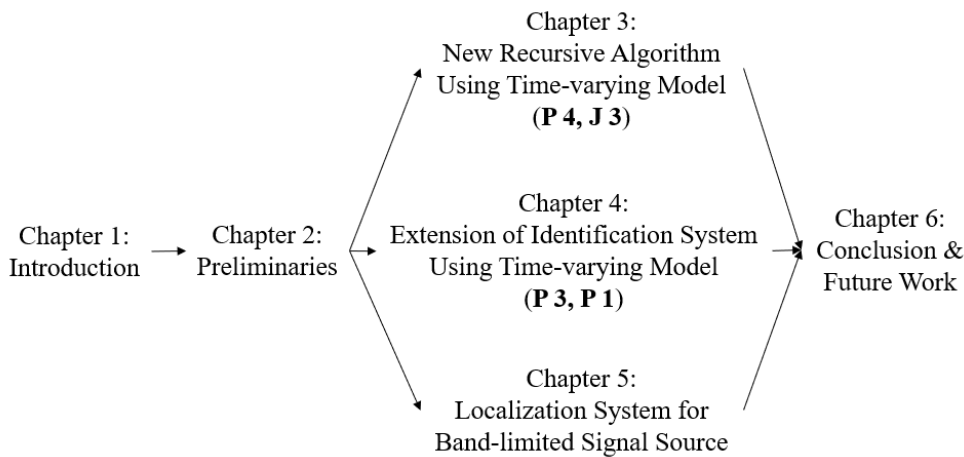 Chapter 1:
Introduction
Chapter 2:
Preliminaries
Chapter 3:
New Recursive Algorithm
Using Time-varying Model
(P 4, J 3)
Chapter 4:
Extension of Identification System
Using Time-varying Model
(P 3, P 1)
Chapter 5:
Localization System for
Band-limited Signal Source
Chapter 6:
Conclusion &
Future Work